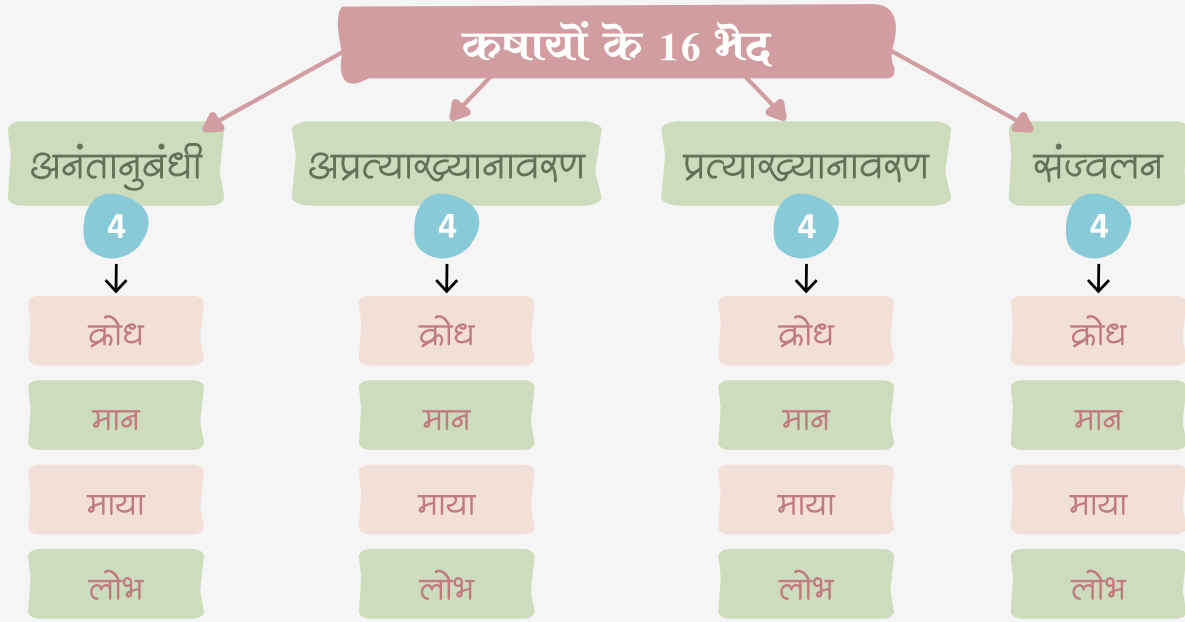 कषायों के 16 भेद
अनंतानुबंधी
अप्रत्याख्यानावरण
प्रत्याख्यानावरण
संज्वलन
4
4
4
4
क्रोध
क्रोध
क्रोध
क्रोध
मान
मान
मान
मान
माया
माया
माया
माया
लोभ
लोभ
लोभ
लोभ